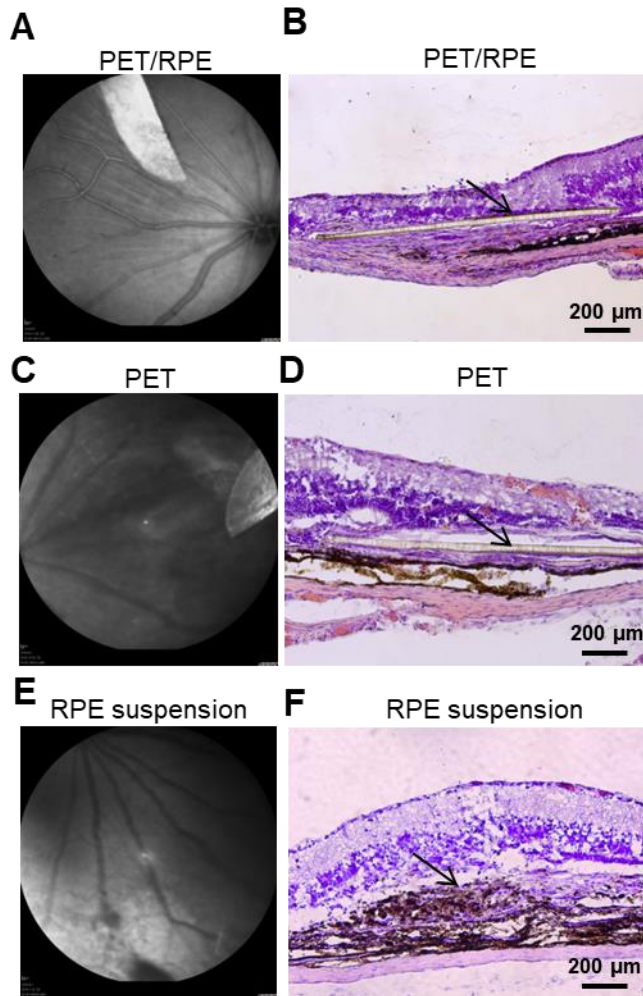 A
PET/RPE
B
PET/RPE
200 µm
C
PET
D
PET
200 µm
E
RPE suspension
F
RPE suspension
200 µm